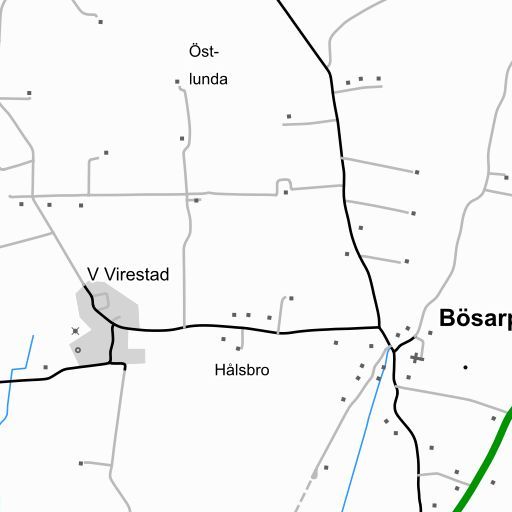 Öst-
lunda
V Virestad
Bösarp
Hålsbro